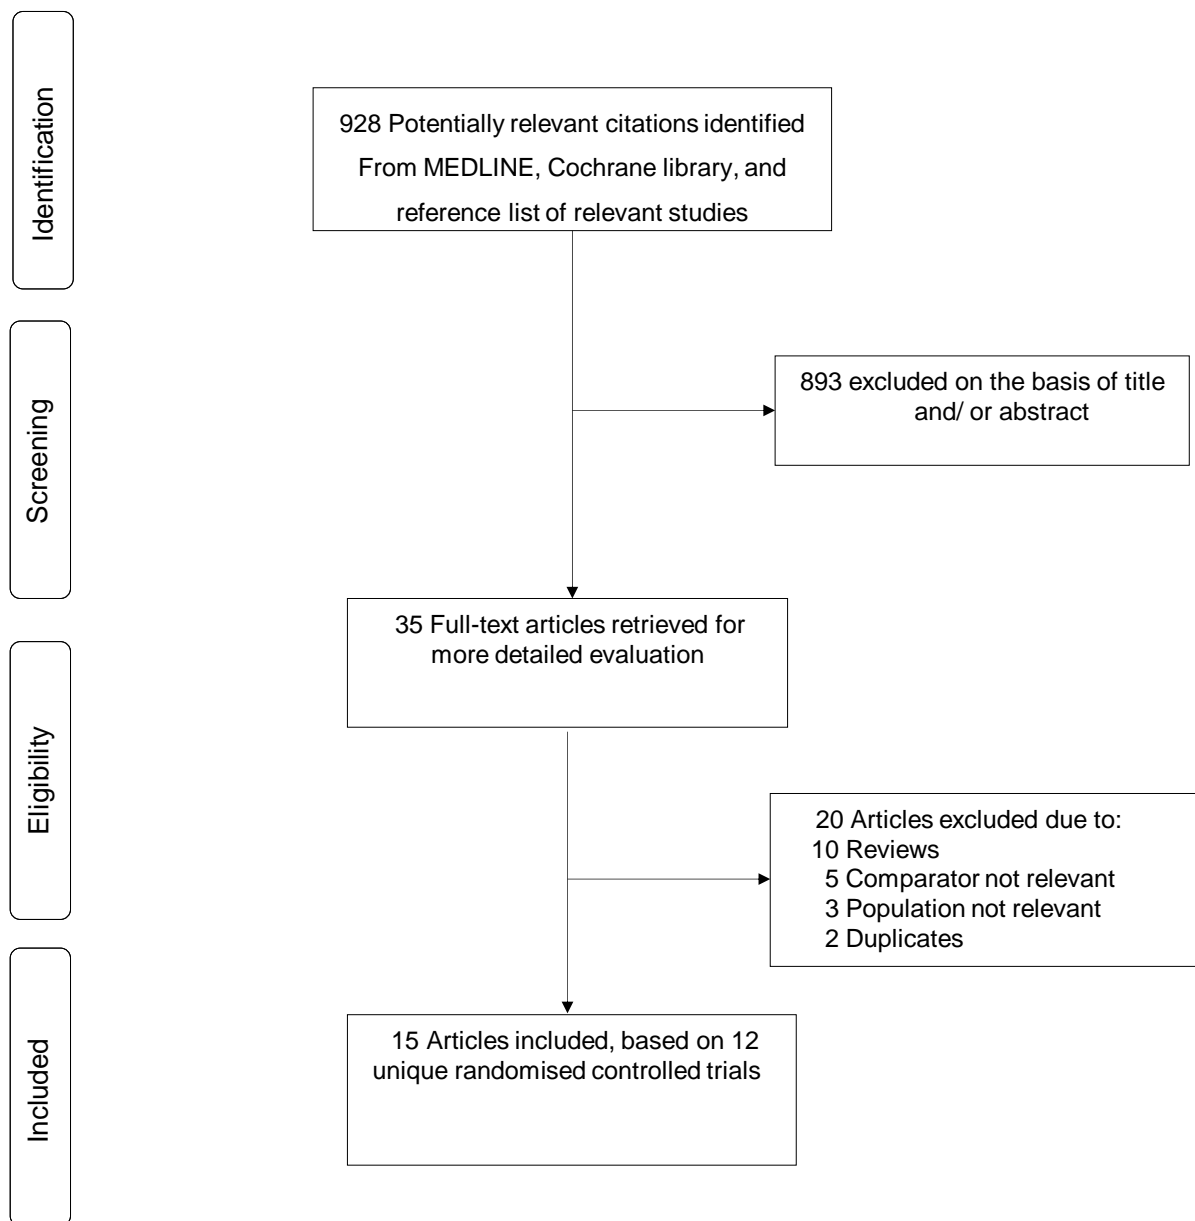 Identification
928 Potentially relevant citations identified
From MEDLINE, Cochrane library, and
reference list of relevant studies
Screening
893 excluded on the basis of title
and/ or abstract
35 Full-text articles retrieved for
more detailed evaluation
Eligibility
20 Articles excluded due to:
10 Reviews
5 Comparator not relevant
3 Population not relevant
2 Duplicates
Included
15 Articles included, based on 12
unique randomised controlled trials